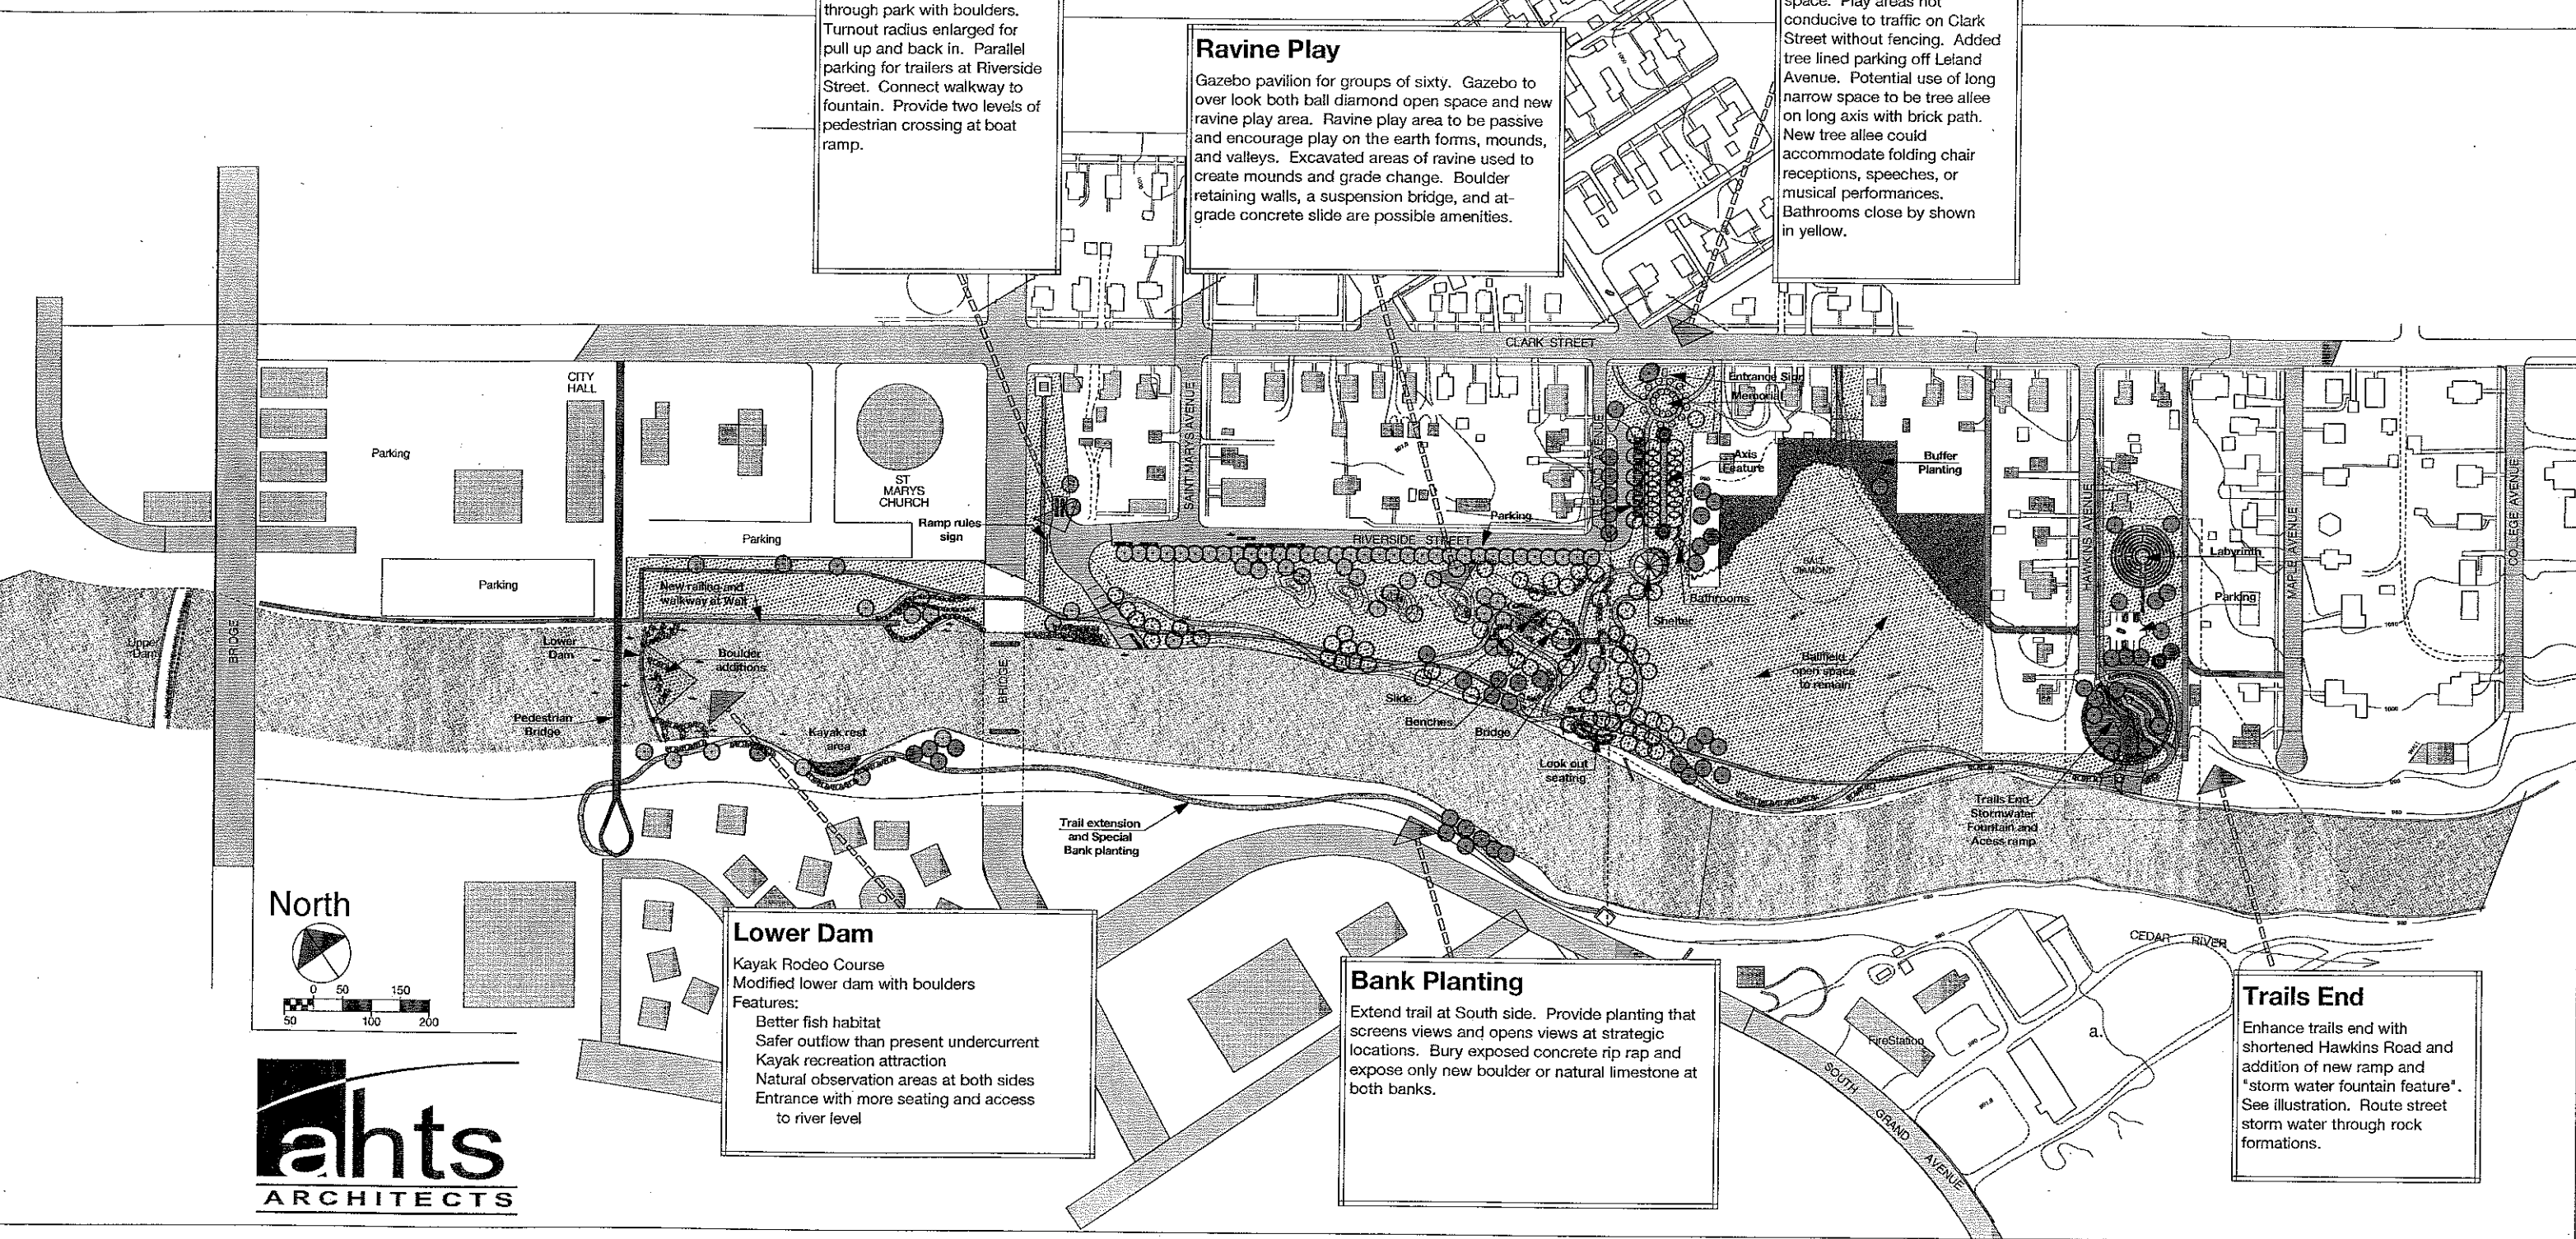 through park with boulders.
Turnout radius enlarged for
pull up and back in. Parallel
parking for trailers at Riverside
Street. Connect walkway to
fountain. Provide two levels of
pedestrian crossing at boat
ramp.
Ravine Play
Gazebo pavilion for groups of sixty. Gazebo to
over look both ball diamond open space and new
ravine play area. Ravine play area to be passive
and encourage play on the earth forms, mounds,
and valleys. Excavated areas of ravine used to
create mounds and grade change. Boulder
retaining walls, a suspension bridge, and at-
grade concrete slide are possible amenities.
space. Play areas not
conducive to traffic on Clark
Street without fencing. Added
tree lined parking off Leland
Avenue. Potential use of long
narrow space to be tree allee
on long axis with brick path.
New tree allee could
accommodate folding chair
receptions, speeches, or
musical performances.
Bathrooms close by shown
in yellow.
CLARK STREET
CITY
HALL
Parking
ST
MARYS
CHURCH
Parking
Parking
Ramp rules
sign
SAINT MARYS AVENUE
RIVERSIDE STREET
Parking
AVENUE
Entrance Sign
Memorial
Axis
Feature
Buffer
Planting
BALL
DIAMOND
Bathrooms
Shelter
Ballfield
open space
to remain
HAWKINS AVENUE
Labyrinth
Parking
MAPLE AVENUE
COLLEGE AVENUE
New railing and
walkway at Wall
Upper
Dam
BRIDGE
Lower
Dam
Boulder
additions
Pedestrian
Bridge
Kayak rest
area
BRIDGE
Slide
Benches
Bridge
Look out
seating
Trail extension
and Special
Bank planting
Trails End
Stormwater
Fountain and
Acess ramp
North
0 50 150
50 100 200
ahts
ARCHITECTS
Lower Dam
Kayak Rodeo Course
Modified lower dam with boulders
Features:
Better fish habitat
Safer outflow than present undercurrent
Kayak recreation attraction
Natural observation areas at both sides
Entrance with more seating and access
to river level
Bank Planting
Extend trail at South side. Provide planting that
screens views and opens views at strategic
locations. Bury exposed concrete rip rap and
expose only new boulder or natural limestone at
both banks.
CEDAR RIVER
FireStation
a.
SOUTH GRAND AVENUE
Trails End
Enhance trails end with
shortened Hawkins Road and
addition of new ramp and
"storm water fountain feature".
See illustration. Route street
storm water through rock
formations.